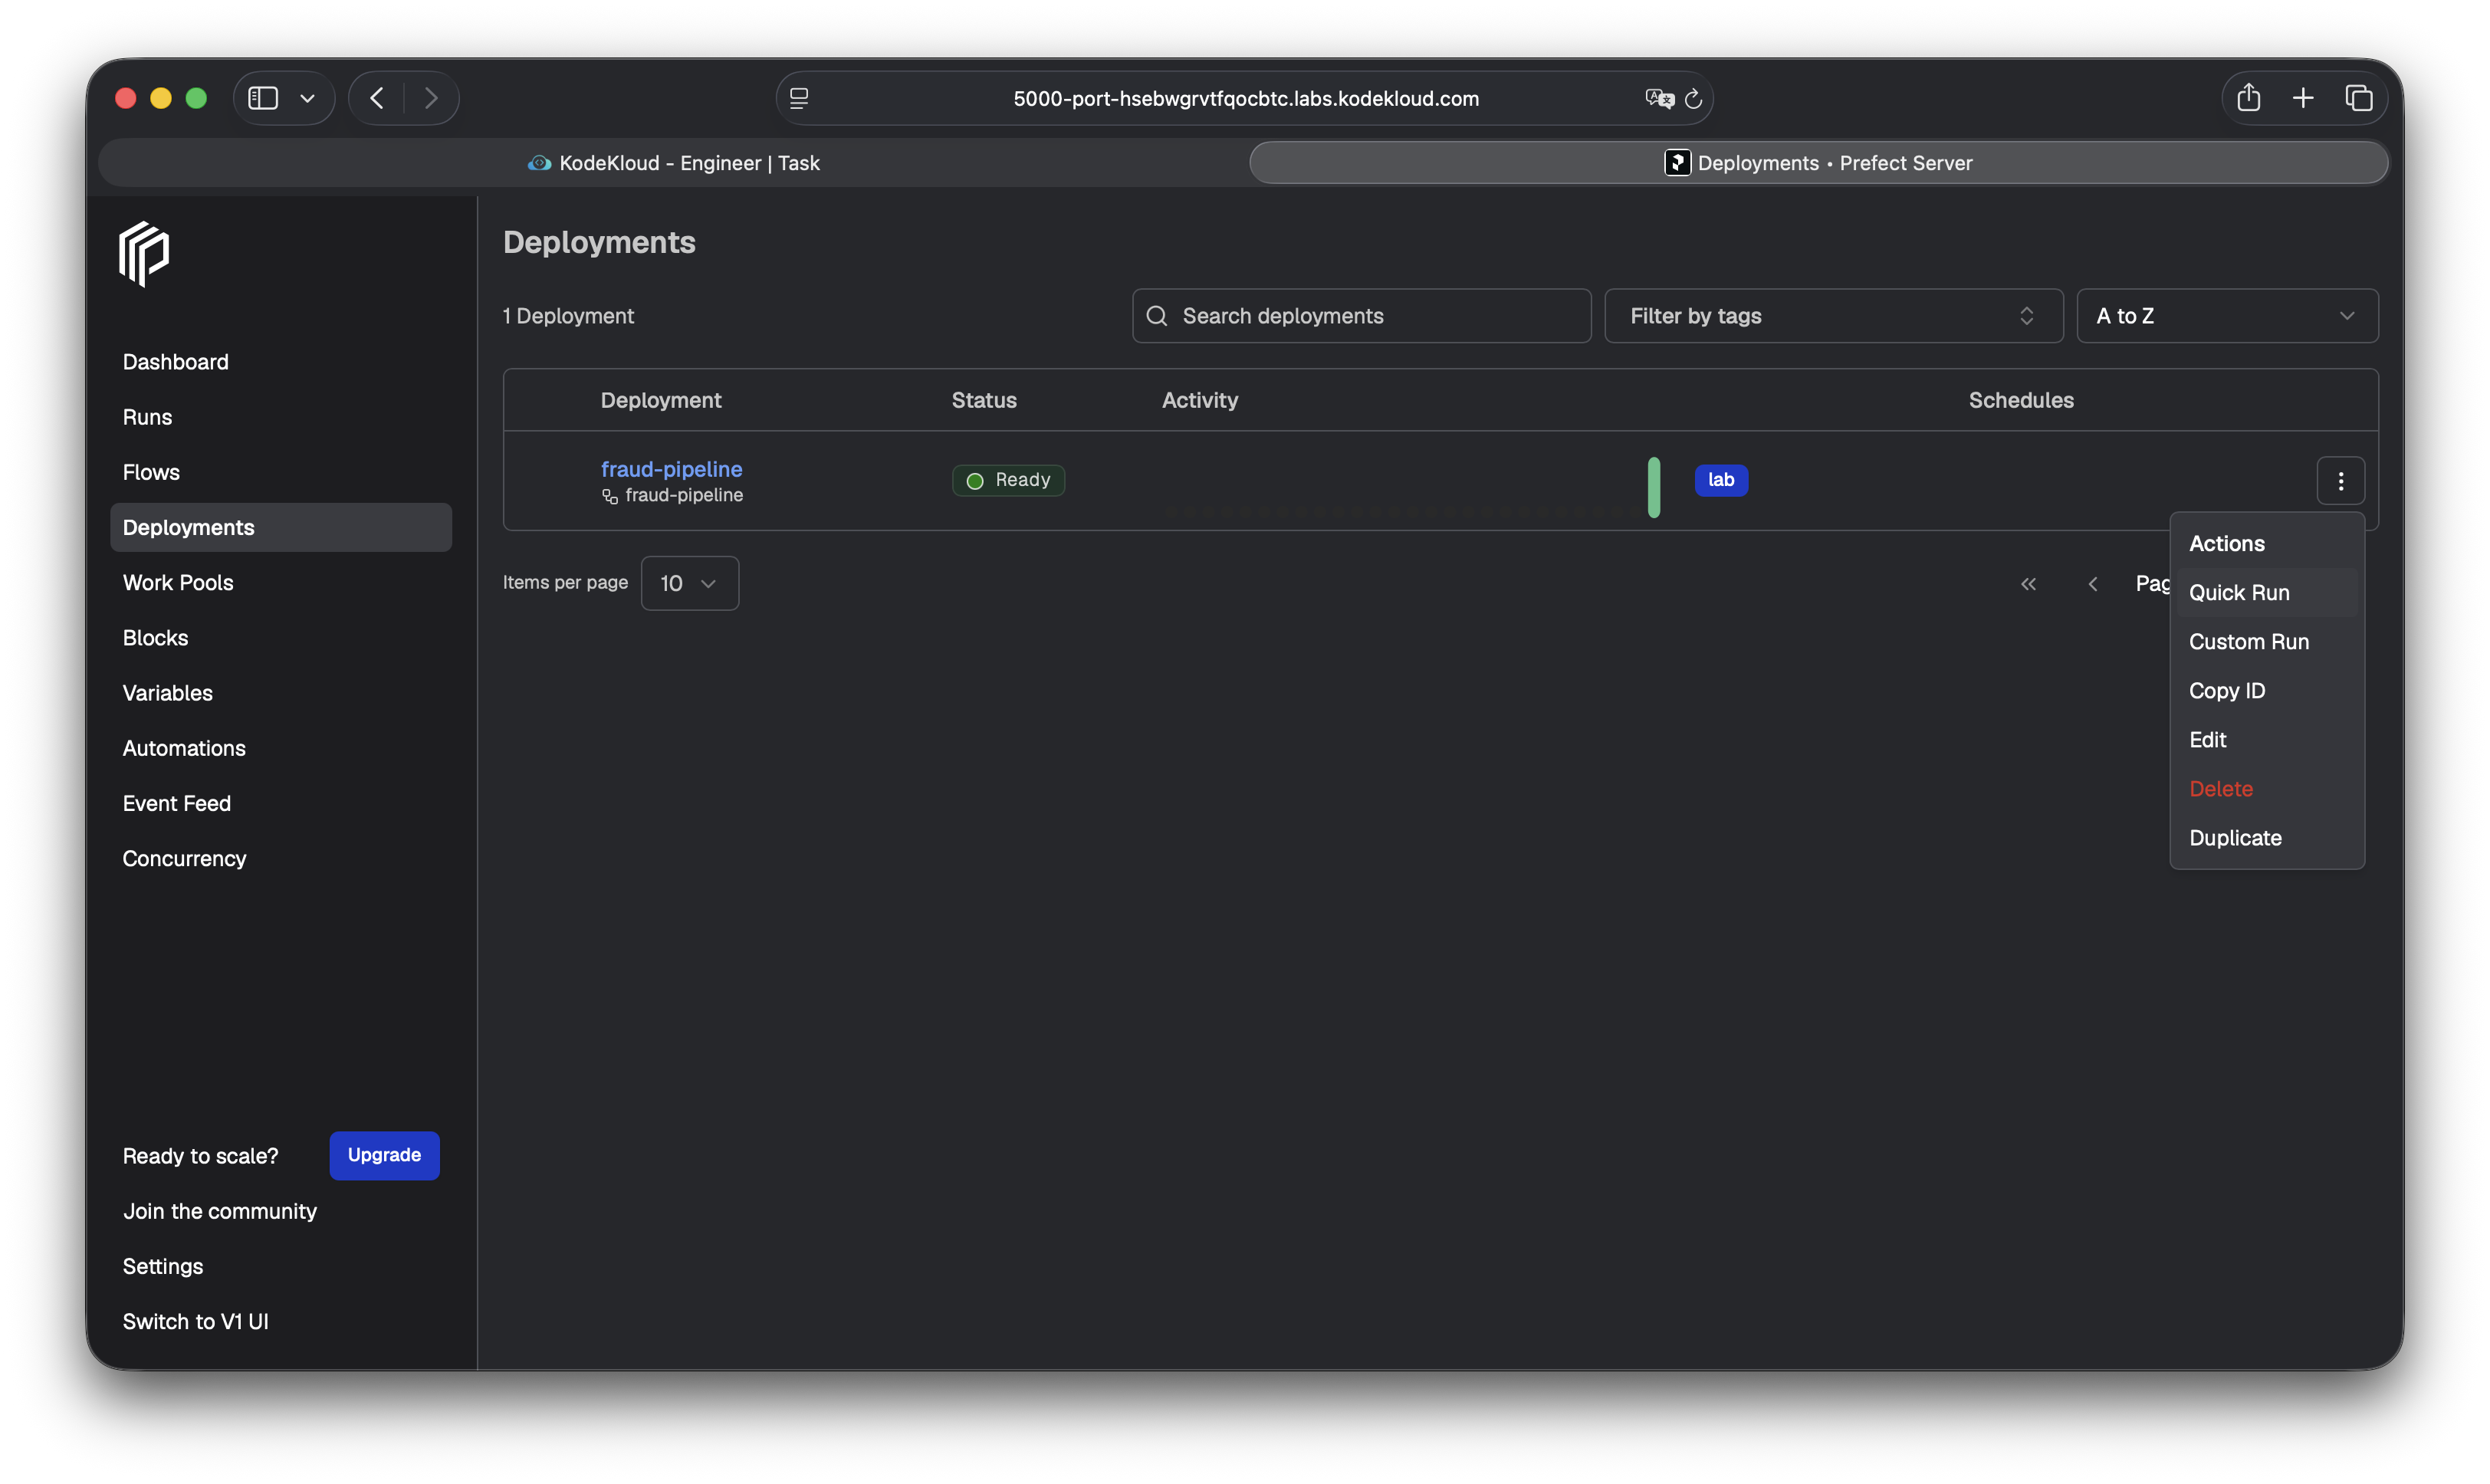 5000-port-hsebwgrvtfqocbtc.labs.kodekloud.com
KodeKloud - Engineer | Task
Deployments • Prefect Server
Dashboard
Runs
Flows
Deployments
Work Pools
Blocks
Variables
Automations
Event Feed
Concurrency
Ready to scale? Upgrade
Join the community
Settings
Switch to V1 UI
Deployments
1 Deployment
Search deployments
Filter by tags
A to Z
Deployment Status Activity Schedules
fraud-pipeline
fraud-pipeline
Ready
lab
Items per page 10
Pag
Actions
Quick Run
Custom Run
Copy ID
Edit
Delete
Duplicate